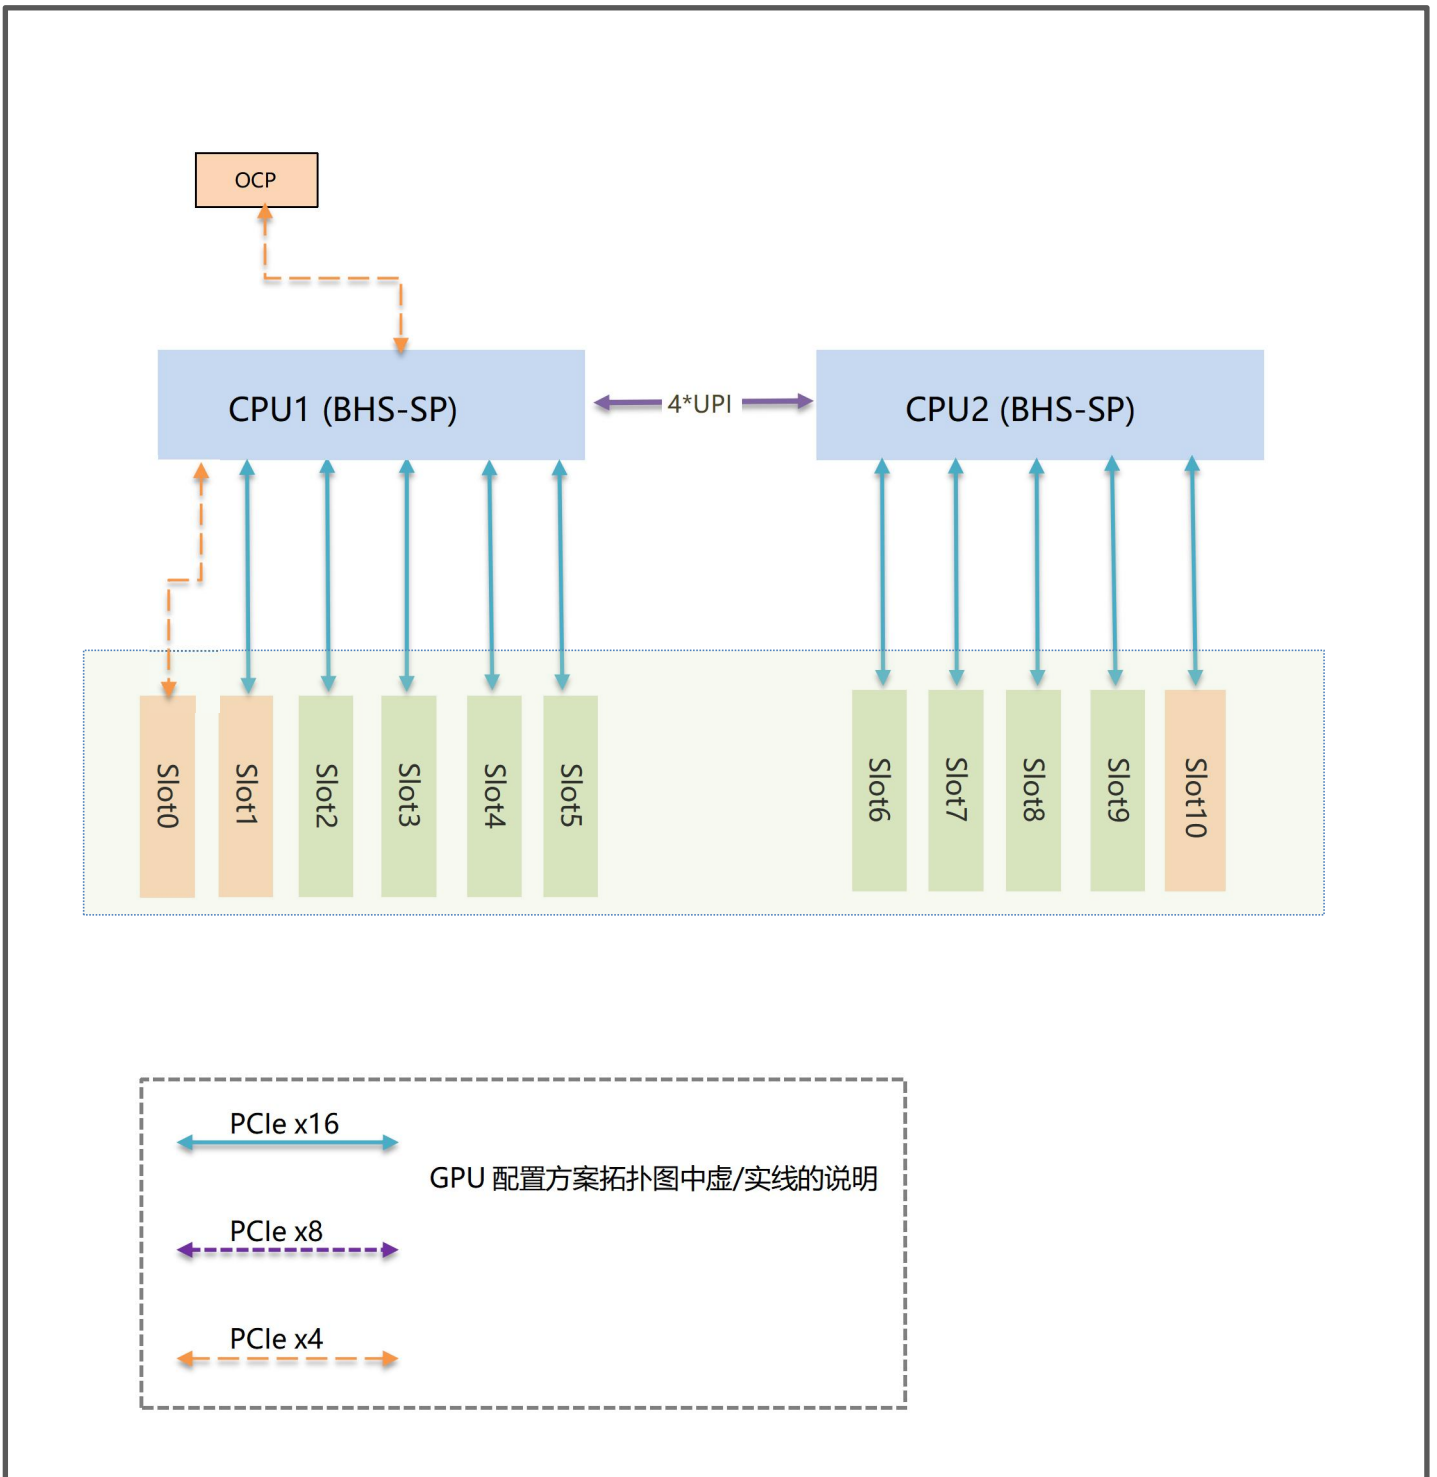 OCP
CPU1 (BHS-SP)
4*UPI
CPU2 (BHS-SP)
Slot0
Slot1
Slot2
Slot3
Slot4
Slot5
Slot6
Slot7
Slot8
Slot9
Slot10
PCIe x16
GPU 配置方案拓扑图中虚/实线的说明
PCIe x8
PCIe x4